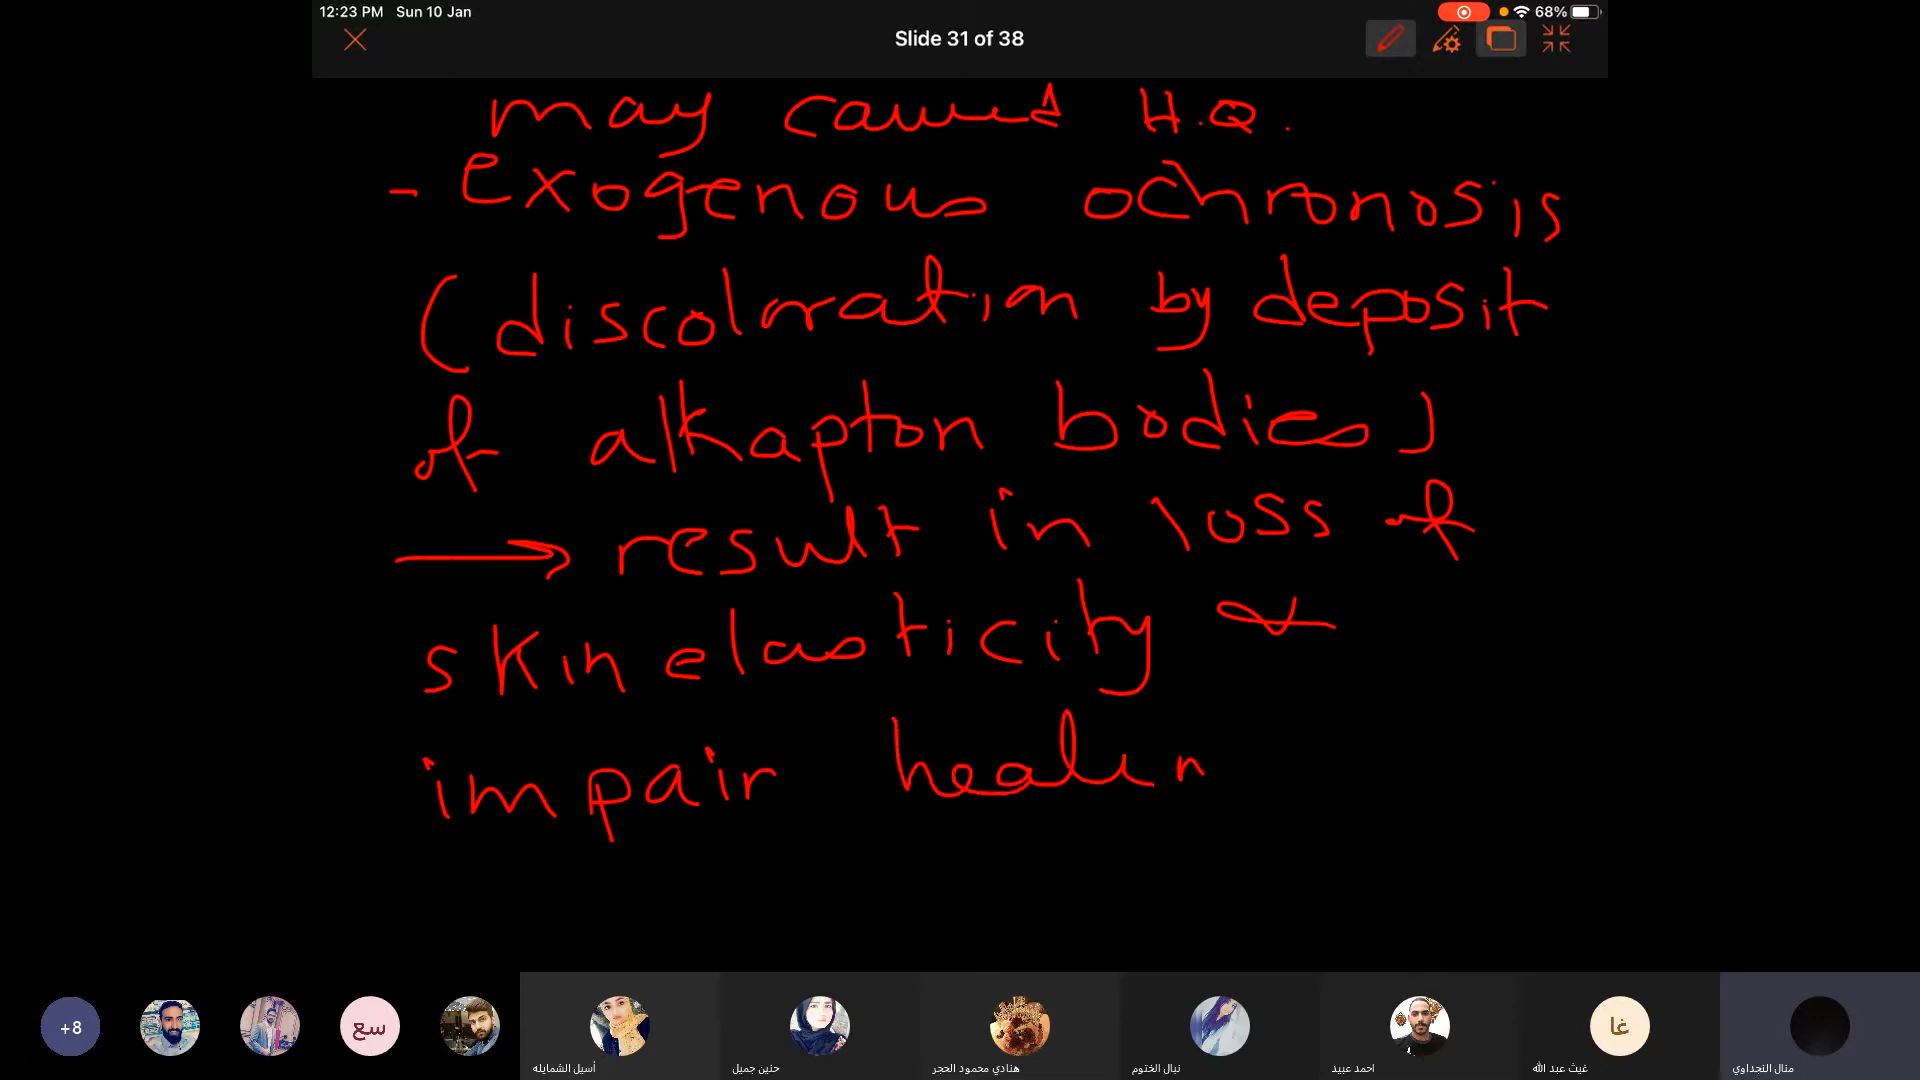 12:23 PM Sun 10 Jan
68%
Slide 31 of 38
may caused H.Q.
- exogenous ochronosis
(discoloration by deposit
of alkapton bodies)
→ result in loss of
skin elasticity &
impair healin
+8
سع
غا
أسيل الشمايله
حنين جميل
هنادي محمود الحجر
نبال الختوم
احمد عبيد
غيث عبد الله
منال النجداوي